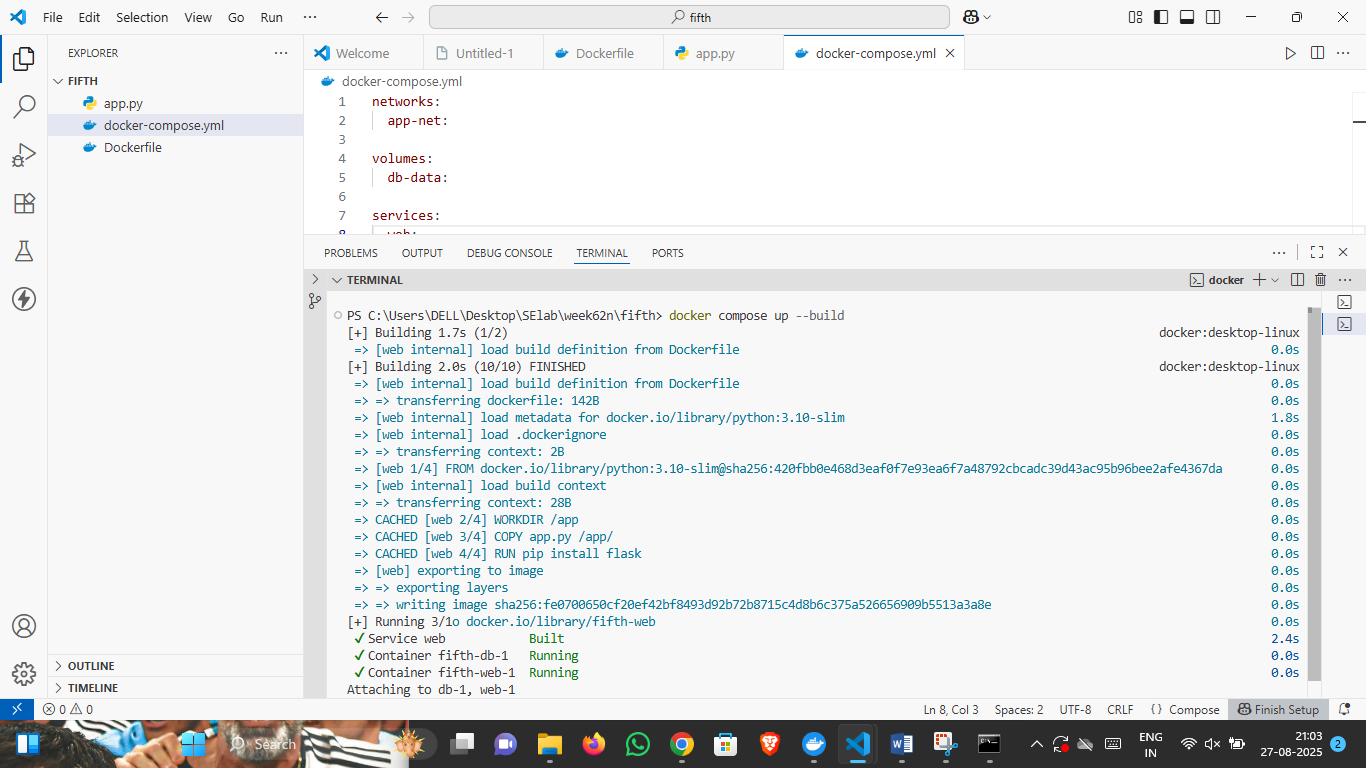 File Edit Selection View Go Run ··· fifth
EXPLORER ···
FIFTH
app.py
docker-compose.yml
Dockerfile
OUTLINE
TIMELINE
Welcome Untitled-1 Dockerfile app.py docker-compose.yml
docker-compose.yml
1 networks:
2 app-net:
3
4 volumes:
5 db-data:
6
7 services:
8 web:
PROBLEMS OUTPUT DEBUG CONSOLE TERMINAL PORTS
TERMINAL docker
PS C:\Users\DELL\Desktop\SElab\week62n\fifth> docker compose up --build
[+] Building 1.7s (1/2) docker:desktop-linux
=> [web internal] load build definition from Dockerfile 0.0s
[+] Building 2.0s (10/10) FINISHED docker:desktop-linux
=> [web internal] load build definition from Dockerfile 0.0s
=> => transferring dockerfile: 142B 0.0s
=> [web internal] load metadata for docker.io/library/python:3.10-slim 1.8s
=> [web internal] load .dockerignore 0.0s
=> => transferring context: 2B 0.0s
=> [web 1/4] FROM docker.io/library/python:3.10-slim@sha256:420fbb0e468d3eaf0f7e93ea6f7a48792cbcadc39d43ac95b96bee2afe4367da 0.0s
=> [web internal] load build context 0.0s
=> => transferring context: 28B 0.0s
=> CACHED [web 2/4] WORKDIR /app 0.0s
=> CACHED [web 3/4] COPY app.py /app/ 0.0s
=> CACHED [web 4/4] RUN pip install flask 0.0s
=> [web] exporting to image 0.0s
=> => exporting layers 0.0s
=> => writing image sha256:fe0700650cf20ef42bf8493d92b72b8715c4d8b6c375a526656909b5513a3a8e 0.0s
[+] Running 3/1o docker.io/library/fifth-web 0.0s
✔ Service web Built 2.4s
✔ Container fifth-db-1 Running 0.0s
✔ Container fifth-web-1 Running 0.0s
Attaching to db-1, web-1
0 0 Ln 8, Col 3 Spaces: 2 UTF-8 CRLF {} Compose Finish Setup
Search ENG IN 21:03 27-08-2025 2